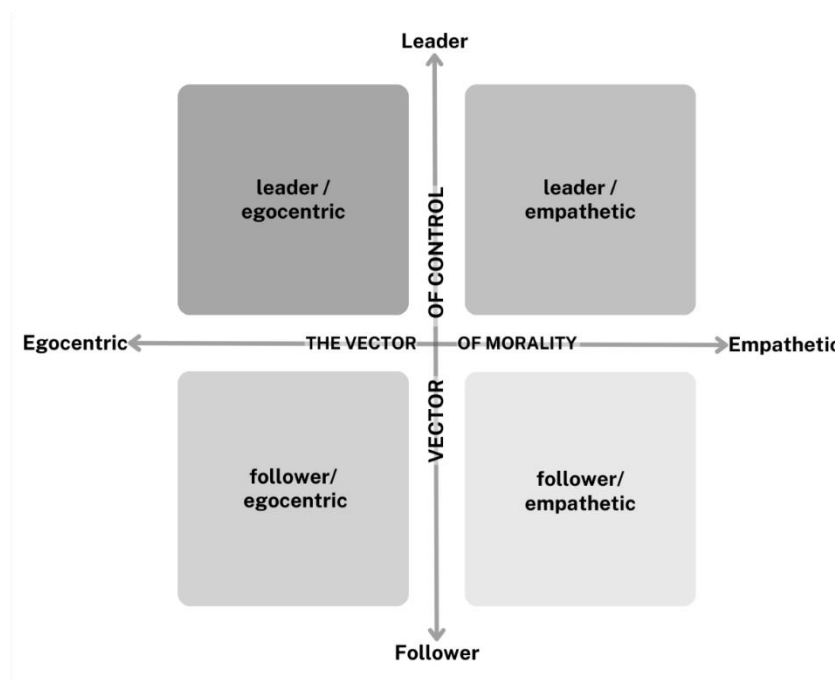 Leader
leader /
egocentric
leader /
empathetic
VECTOR OF CONTROL
Egocentric
THE VECTOR OF MORALITY
Empathetic
follower/
egocentric
follower/
empathetic
Follower